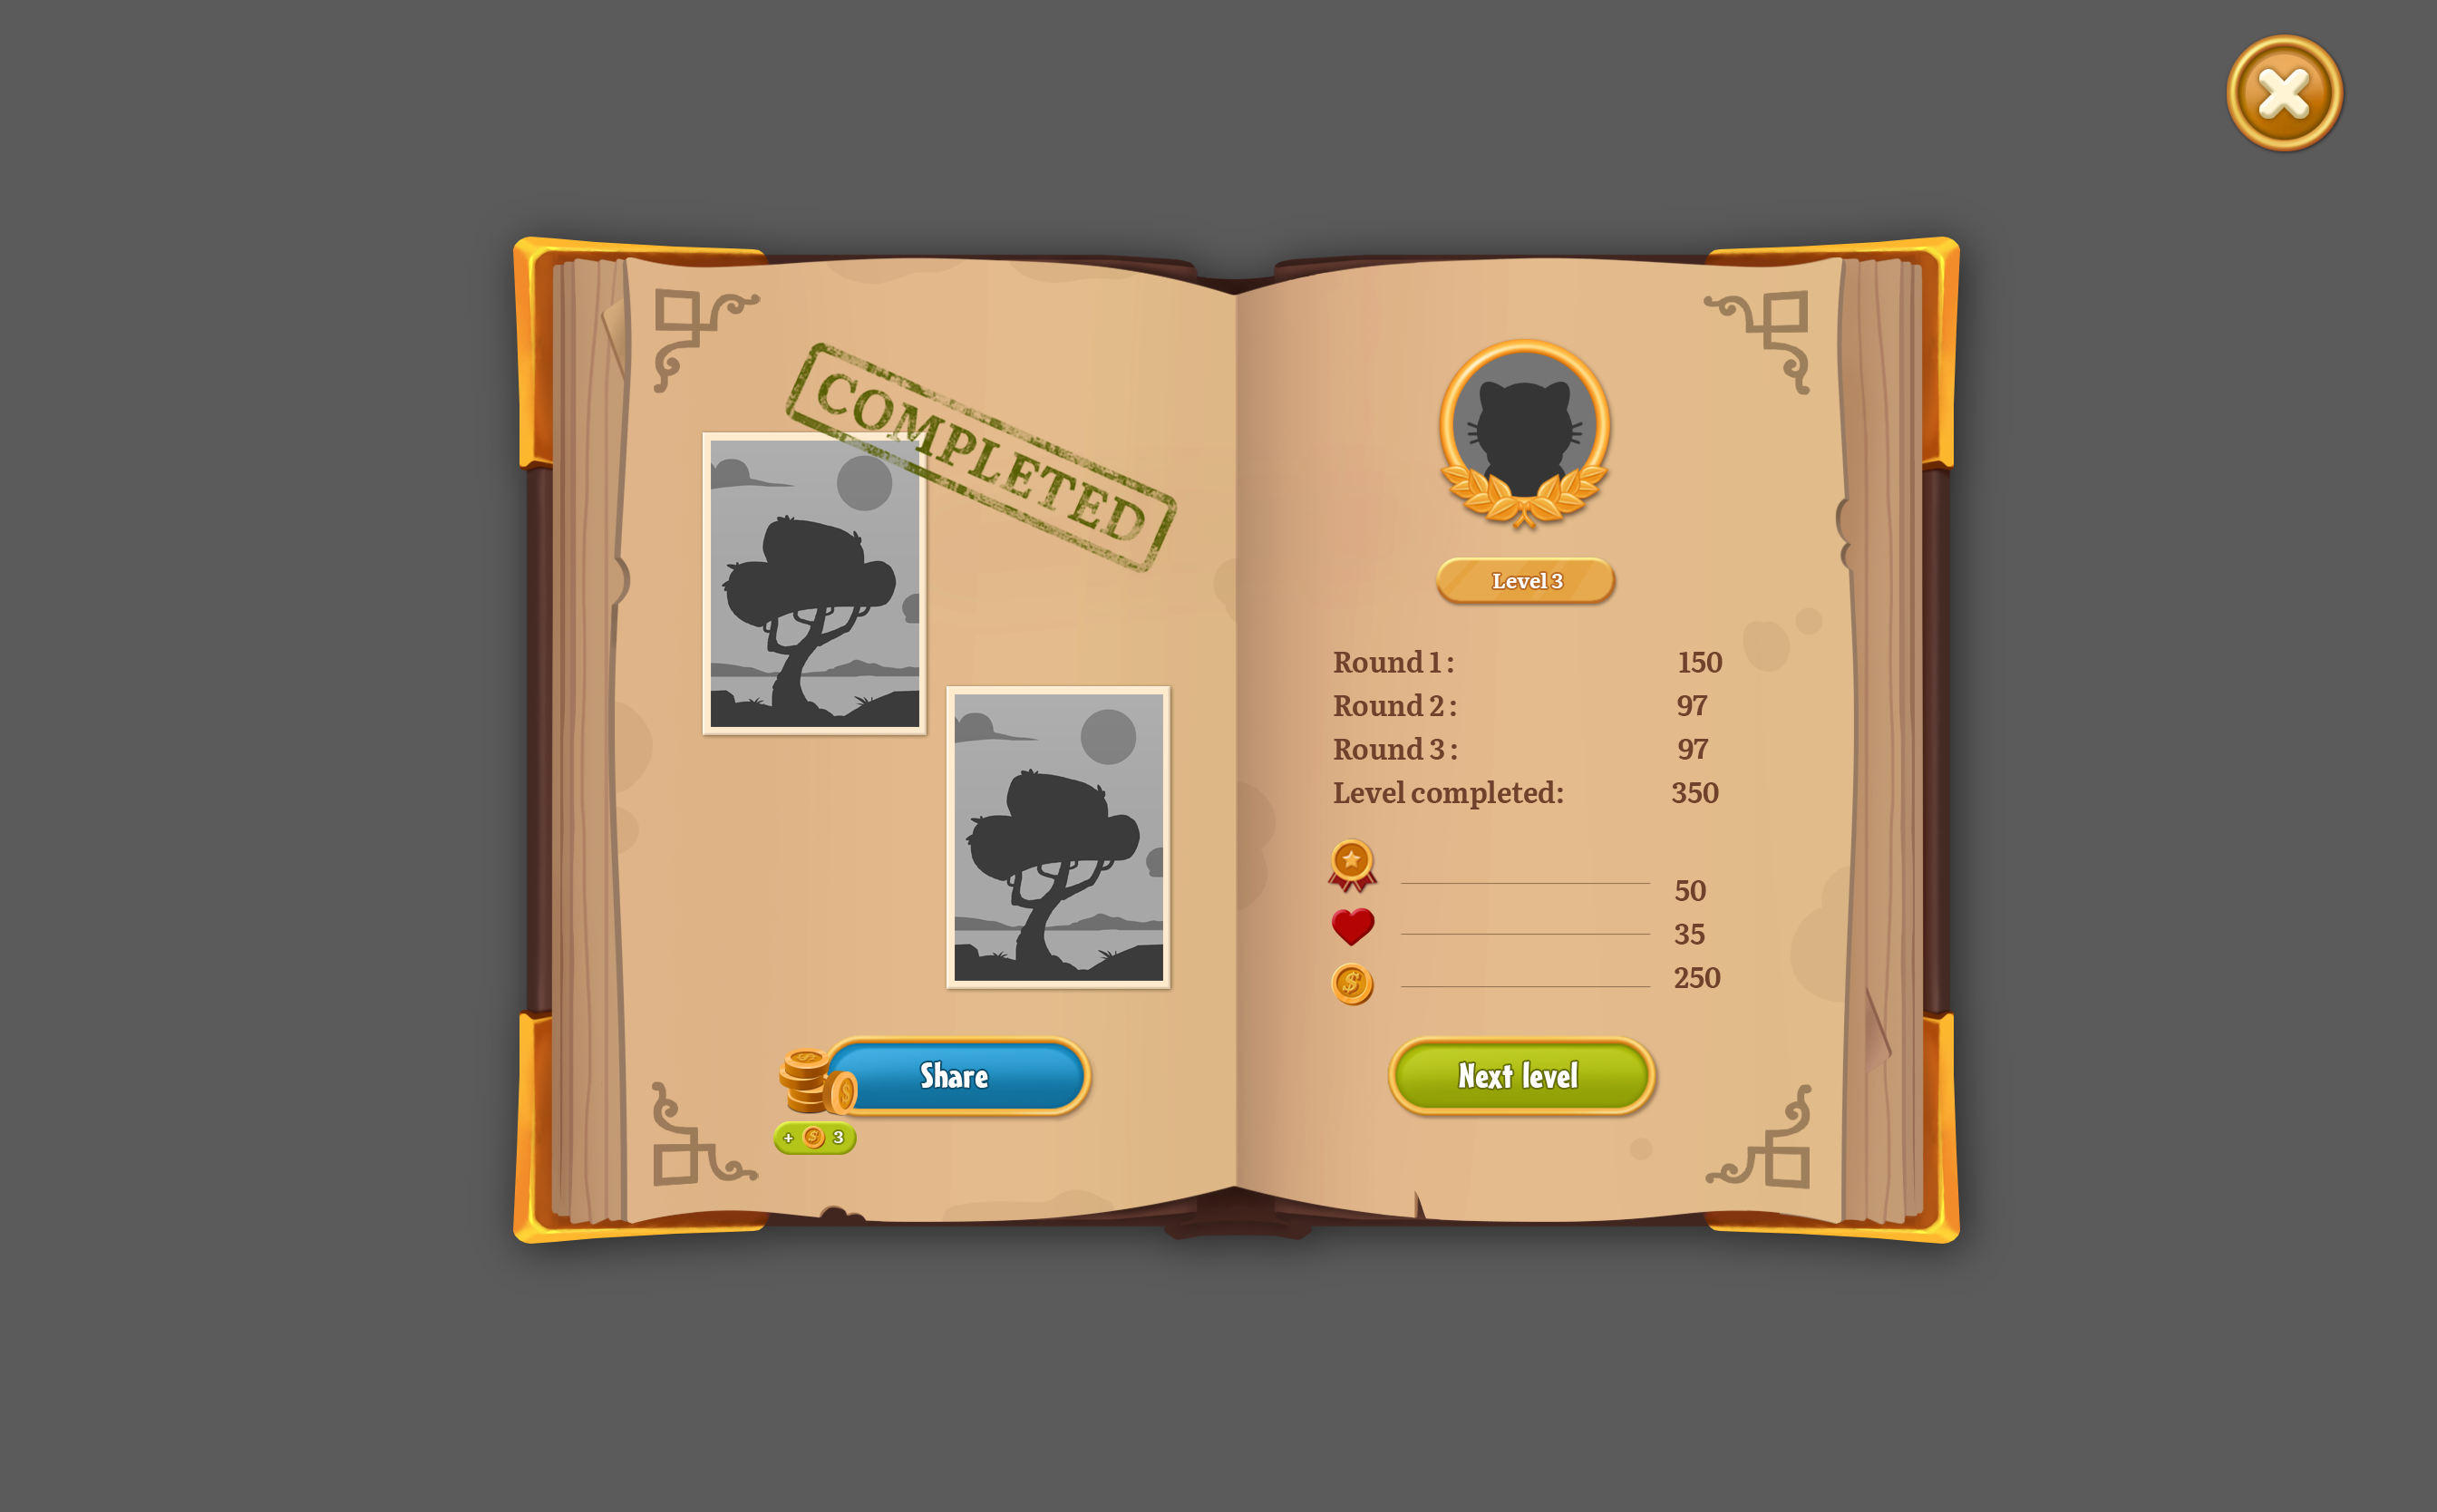 COMPLETED
Share
+ 3
Level 3
Round 1: 150
Round 2: 97
Round 3: 97
Level completed: 350
50
35
250
Next level